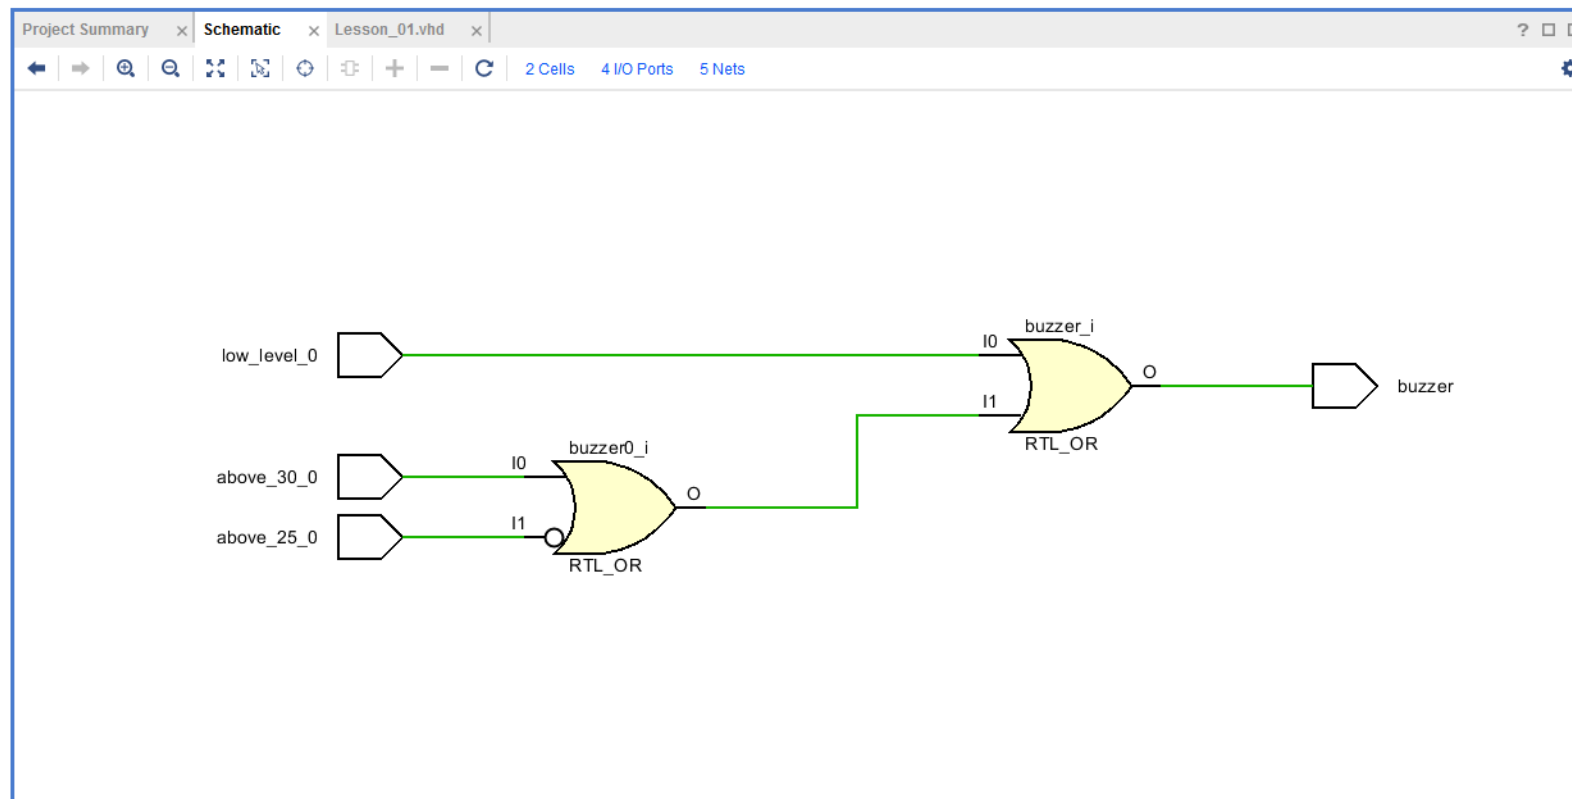 Project Summary × Schematic × Lesson_01.vhd ×
?
2 Cells 4 I/O Ports 5 Nets
buzzer_i
low_level_0
I0
O
buzzer
I1
RTL_OR
buzzer0_i
above_30_0
I0
O
above_25_0
I1
RTL_OR